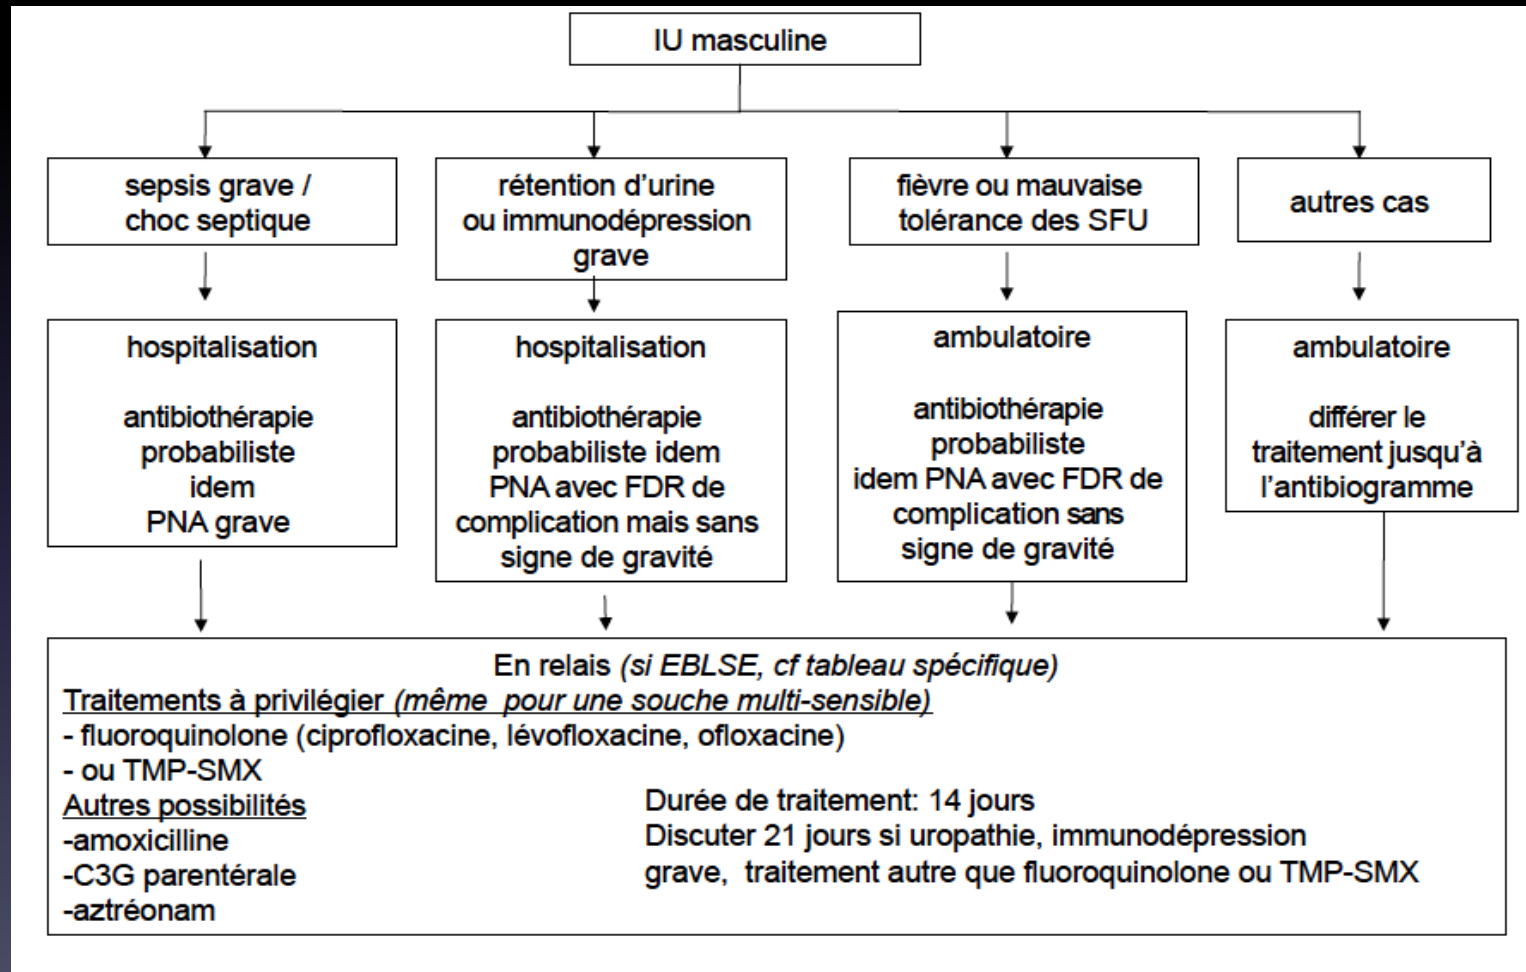 IU masculine
sepsis grave /
choc septique
rétention d'urine
ou immunodépression
grave
fièvre ou mauvaise
tolérance des SFU
autres cas
hospitalisation
antibiothérapie
probabiliste
idem
PNA grave
hospitalisation
antibiothérapie
probabiliste idem
PNA avec FDR de
complication mais sans
signe de gravité
ambulatoire
antibiothérapie
probabiliste
idem PNA avec FDR de
complication sans
signe de gravité
ambulatoire
différer le
traitement jusqu'à
l'antibiogramme
En relais (si EBLSE, cf tableau spécifique)
Traitements à privilégier (même pour une souche multi-sensible)
- fluoroquinolone (ciprofloxacine, lévofloxacine, ofloxacine)
- ou TMP-SMX
Autres possibilités
-amoxicilline
-C3G parentérale
-aztréonam
Durée de traitement: 14 jours
Discuter 21 jours si uropathie, immunodépression
grave, traitement autre que fluoroquinolone ou TMP-SMX